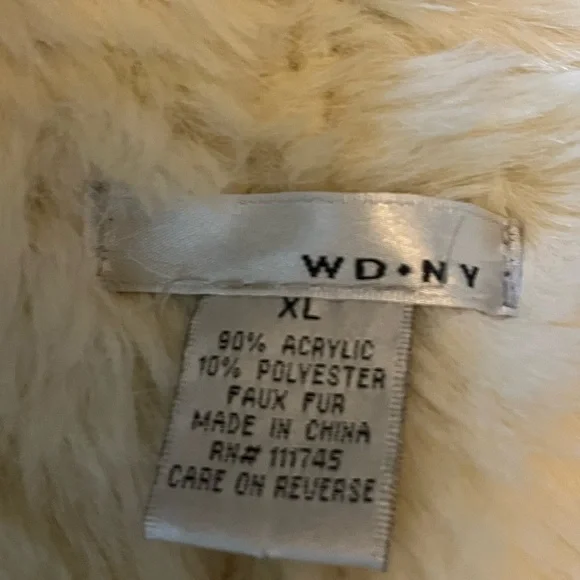 WD•NY
XL
90% ACRYLIC
10% POLYESTER
FAUX FUR
MADE IN CHINA
RN# 111745
CARE ON REVERSE